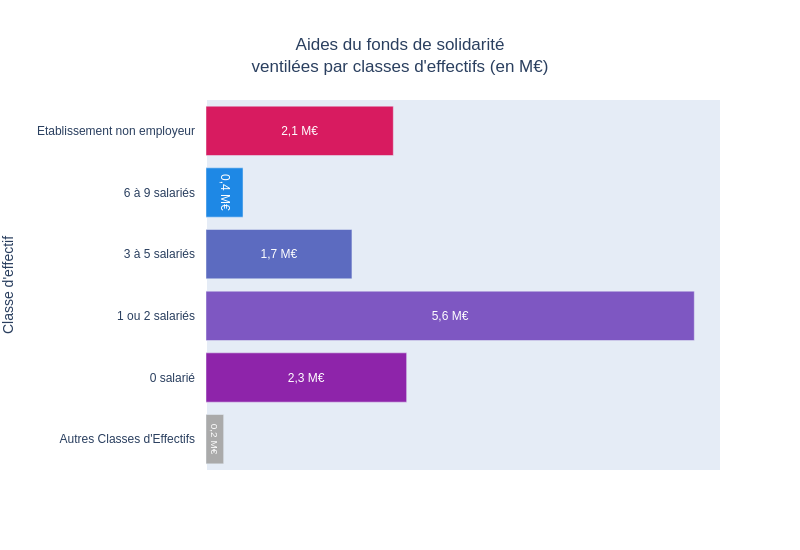 Aides du fonds de solidarité
ventilées par classes d'effectifs (en M€)
Classe d'effectif
Etablissement non employeur
2,1 M€
6 à 9 salariés
0,4 M€
3 à 5 salariés
1,7 M€
1 ou 2 salariés
5,6 M€
0 salarié
2,3 M€
Autres Classes d'Effectifs
0,2 M€